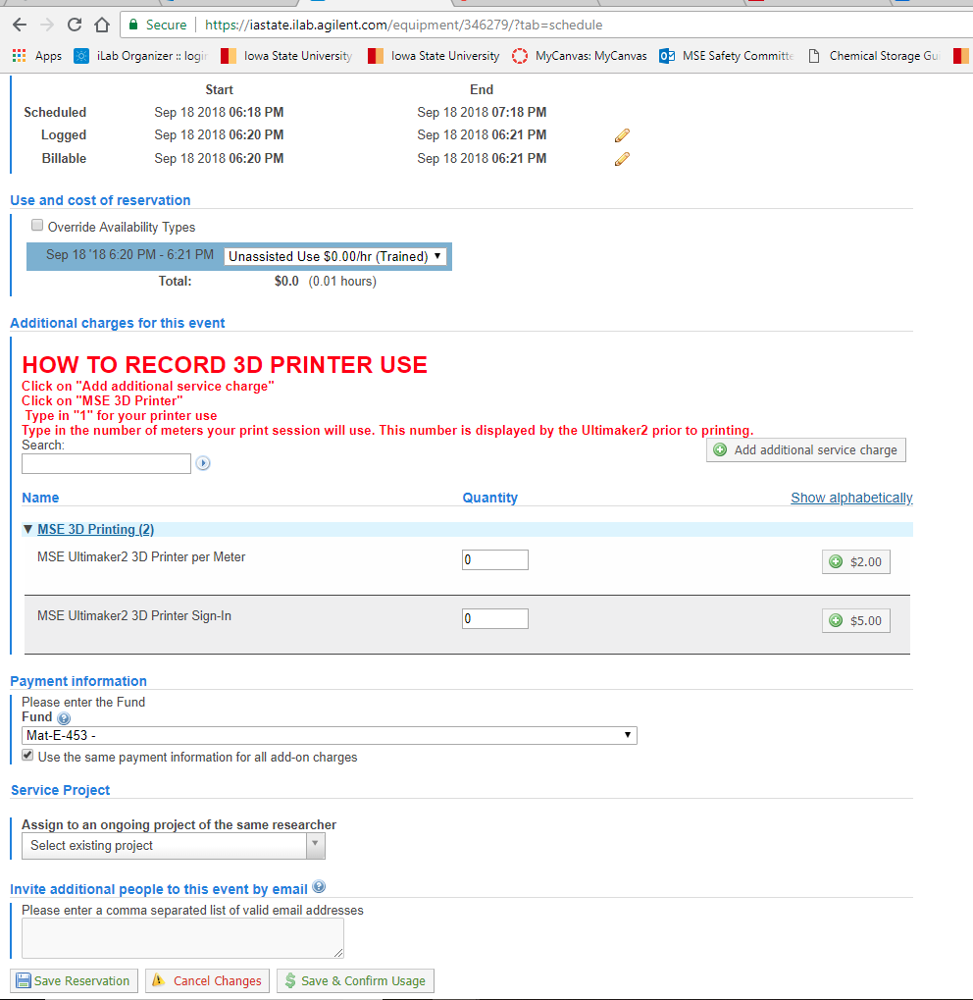 Secure https://iastate.ilab.agilent.com/equipment/346279/?tab=schedule
Apps iLab Organizer :: login Iowa State University Iowa State University MyCanvas: MyCanvas MSE Safety Committe Chemical Storage Gu
Start End
Scheduled Sep 18 2018 06:18 PM Sep 18 2018 07:18 PM
Logged Sep 18 2018 06:20 PM Sep 18 2018 06:21 PM
Billable Sep 18 2018 06:20 PM Sep 18 2018 06:21 PM
Use and cost of reservation
Override Availability Types
Sep 18 '18 6:20 PM - 6:21 PM Unassisted Use $0.00/hr (Trained)
Total: $0.0 (0.01 hours)
Additional charges for this event
HOW TO RECORD 3D PRINTER USE
Click on "Add additional service charge"
Click on "MSE 3D Printer"
Type in "1" for your printer use
Type in the number of meters your print session will use. This number is displayed by the Ultimaker2 prior to printing.
Search:
Add additional service charge
Name Quantity Show alphabetically
MSE 3D Printing (2)
MSE Ultimaker2 3D Printer per Meter 0 $2.00
MSE Ultimaker2 3D Printer Sign-In 0 $5.00
Payment information
Please enter the Fund
Fund
Mat-E-453 -
Use the same payment information for all add-on charges
Service Project
Assign to an ongoing project of the same researcher
Select existing project
Invite additional people to this event by email
Please enter a comma separated list of valid email addresses
Save Reservation Cancel Changes Save & Confirm Usage